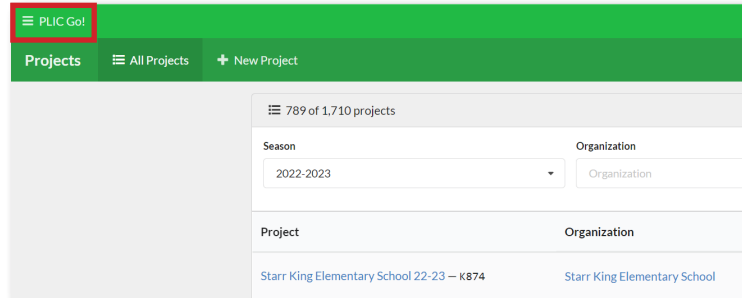 PLIC Go!
Projects All Projects New Project
789 of 1,710 projects
Season Organization
2022-2023 Organization
Project Organization
Starr King Elementary School 22-23 — K874 Starr King Elementary School